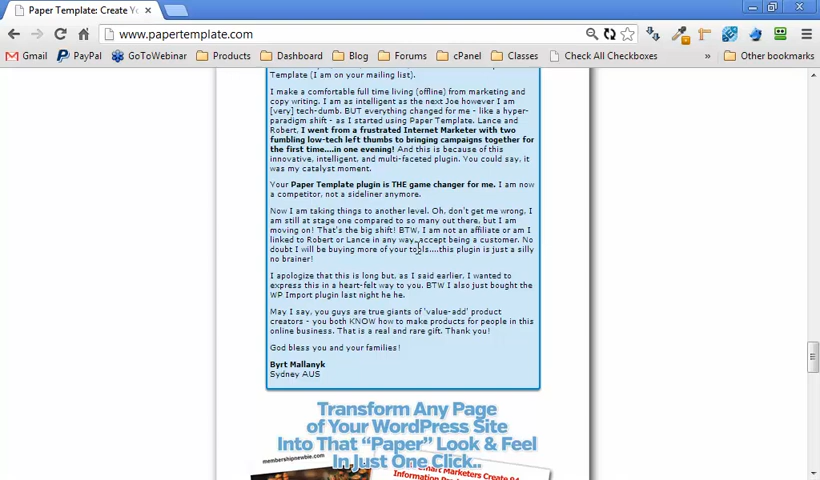 Paper Template: Create Yo
www.papertemplate.com
Gmail PayPal GoToWebinar Products Dashboard Blog Forums cPanel Classes Check All Checkboxes Other bookmarks
Template (I am on your mailing list).
I make a comfortable full time living (offline) from marketing and
copy writing. I am as intelligent as the next Joe however I am
[very] tech-dumb. BUT everything changed for me - like a hyper-
paradigm shift - as I started using Paper Template. Lance and
Robert, I went from a frustrated Internet Marketer with two
fumbling low-tech left thumbs to bringing campaigns together for
the first time....in one evening! And this is because of this
innovative, intelligent, and multi-faceted plugin. You could say, it
was my catalyst moment.
Your Paper Template plugin is THE game changer for me. I am now
a competitor, not a sideliner anymore.
Now I am taking things to another level. Oh, don't get me wrong, I
am still at stage one compared to so many out there, but I am
moving on! That's the big shift! BTW, I am not an affiliate or am I
linked to Robert or Lance in any way..accept being a customer. No
doubt I will be buying more of your tools....this plugin is just a silly
no brainer!
I apologize that this is long but, as I said earlier, I wanted to
express this in a heart-felt way to you. BTW I also just bought the
WP Import plugin last night he he.
May I say, you guys are true giants of 'value-add' product
creators - you both KNOW how to make products for people in this
online business. That is a real and rare gift. Thank you!
God bless you and your families!
Byrt Mallanyk
Sydney AUS
Transform Any Page
of Your WordPress Site
Into That “Paper” Look & Feel
In Just One Click..
membershipnewbie.com
Smart Marketers Create